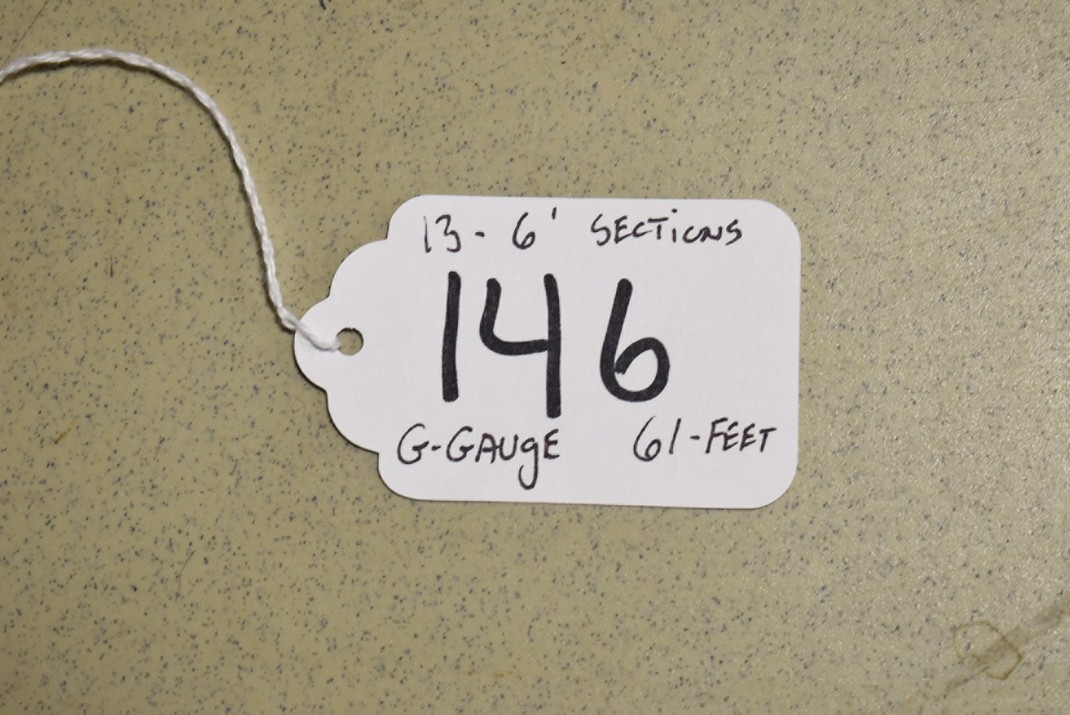 13 - 6' SECTIONS
146
G-GAUgE 61-FEET